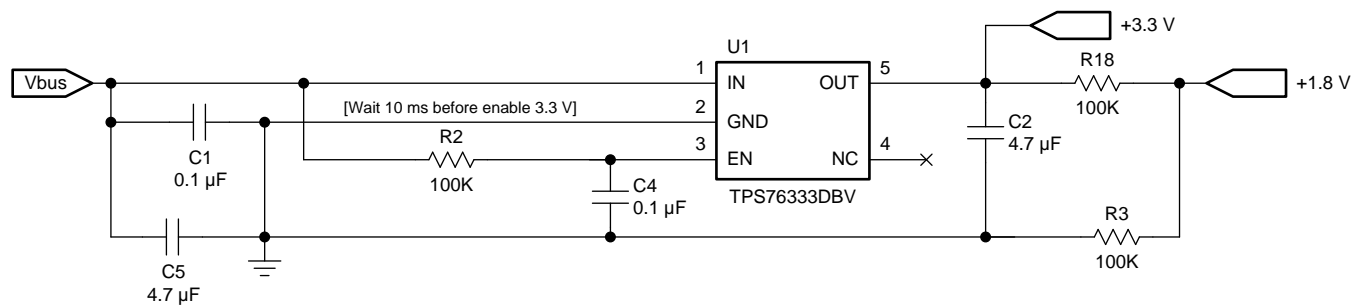 +3.3 V
U1
R18
Vbus
1
IN
OUT
5
+1.8 V
[Wait 10 ms before enable 3.3 V]
2
GND
100K
C2
4.7 µF
R2
3
EN
NC
4
C1
0.1 µF
100K
C4
0.1 µF
TPS76333DBV
R3
C5
4.7 µF
100K